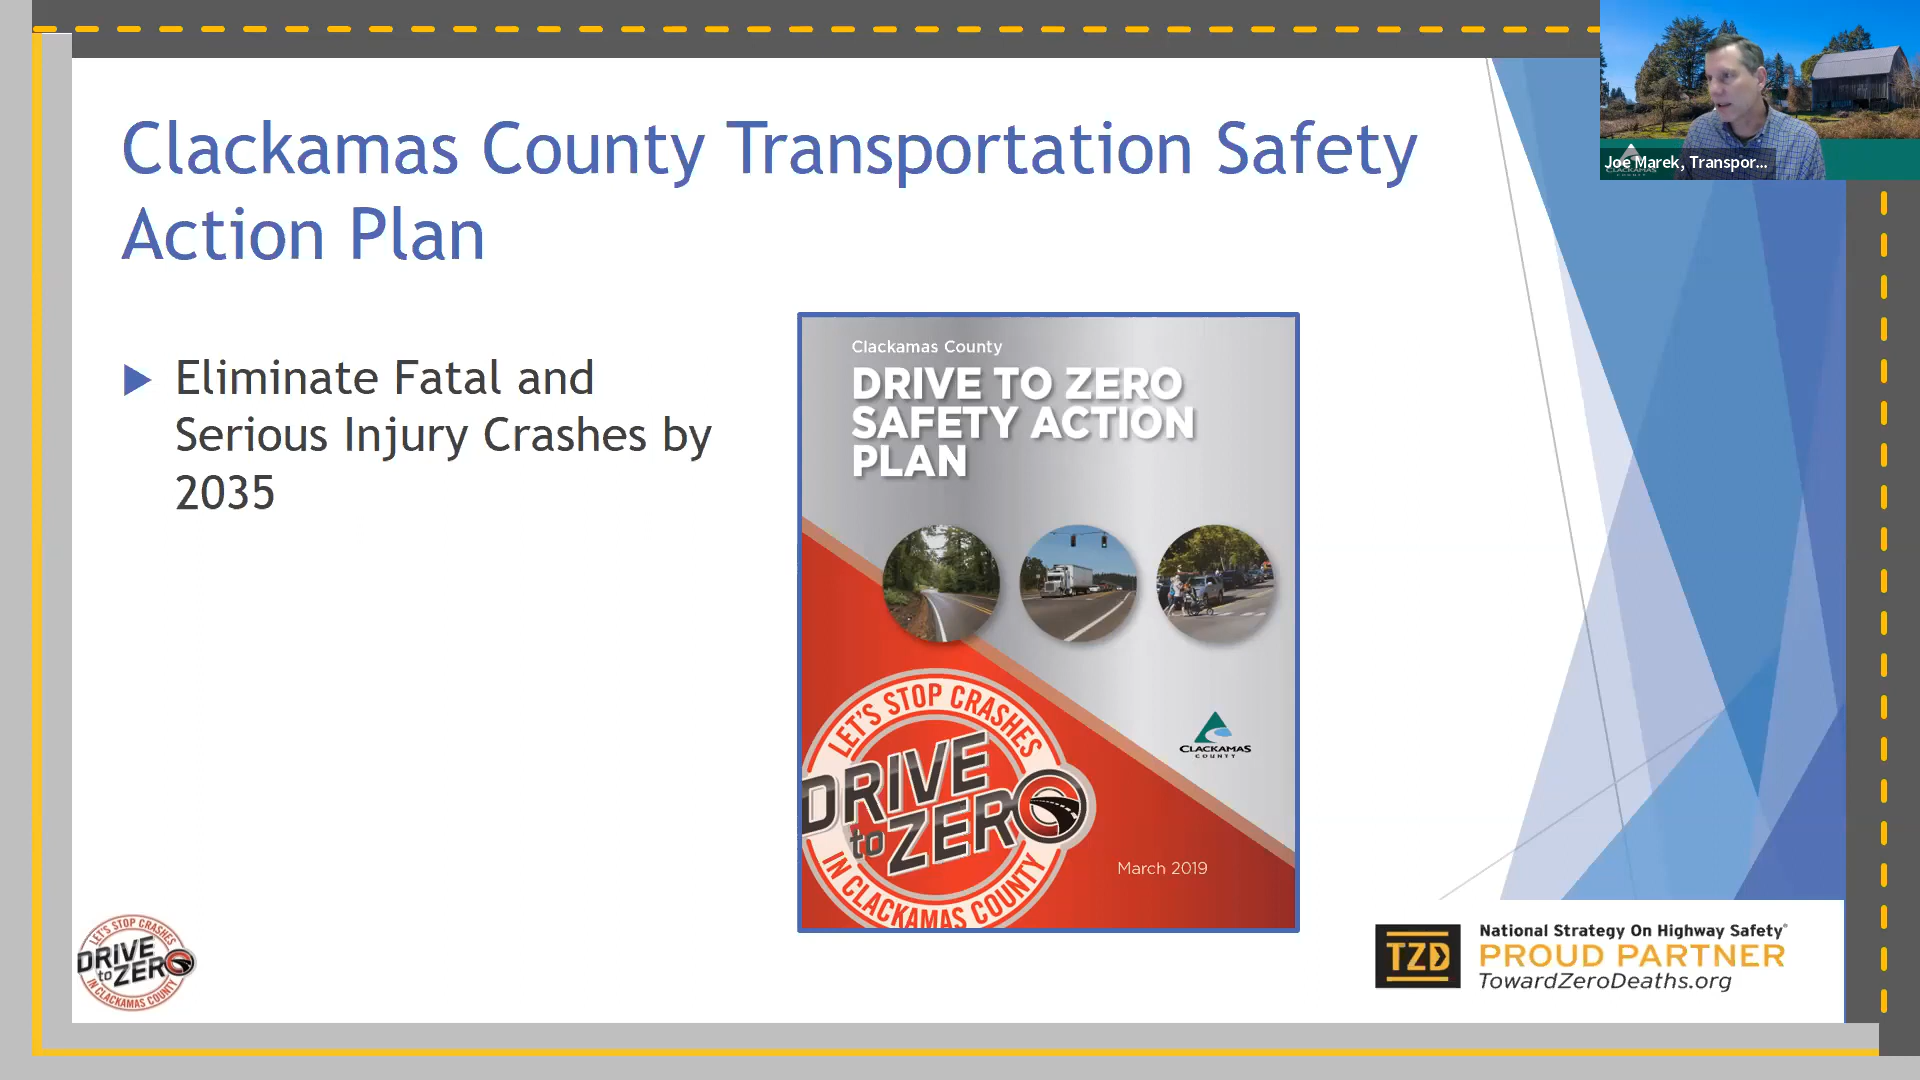 Clackamas County Transportation Safety
Action Plan
Eliminate Fatal and
Serious Injury Crashes by
2035
Clackamas County
DRIVE TO ZERO
SAFETY ACTION
PLAN
LET'S STOP CRASHES
DRIVE
to ZERO
IN CLACKAMAS COUNTY
CLACKAMAS
COUNTY
March 2019
LET'S STOP CRASHES
DRIVE
to ZERO
IN CLACKAMAS COUNTY
TZD
National Strategy On Highway Safety®
PROUD PARTNER
TowardZeroDeaths.org
Joe Marek, Transpor...